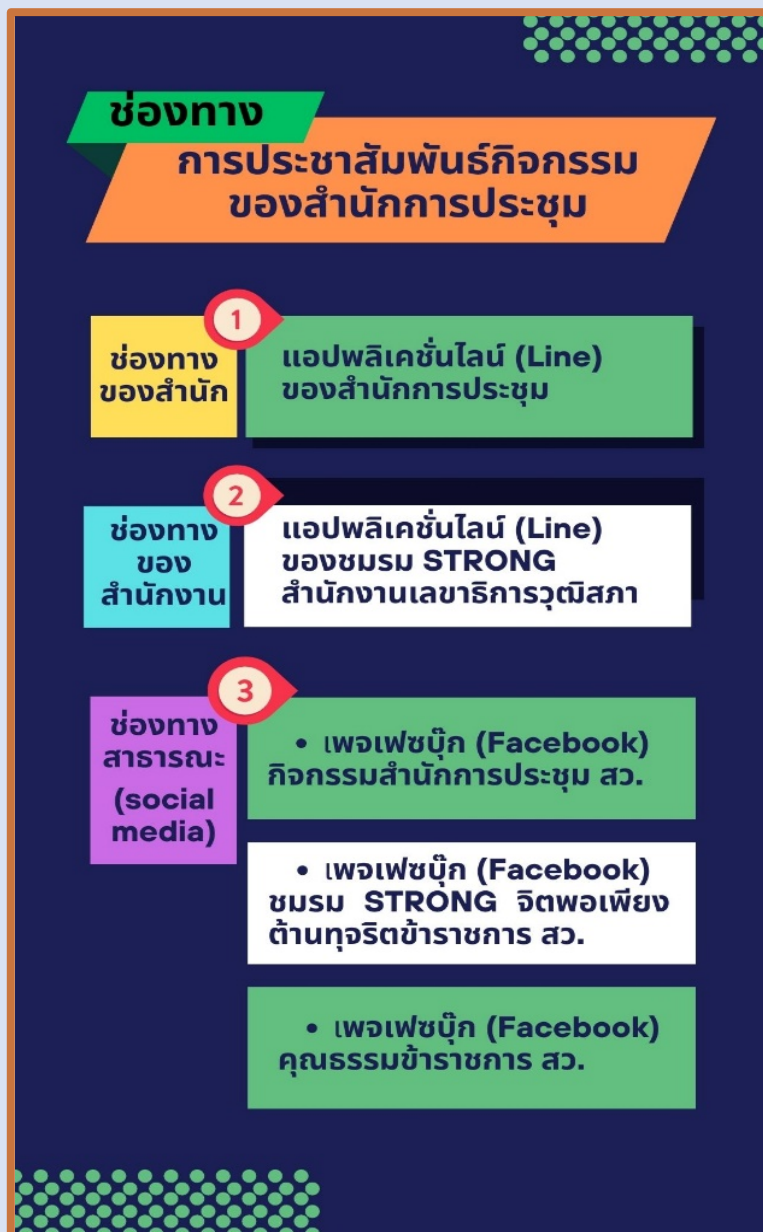 ช่องทาง
การประชาสัมพันธ์กิจกรรม
ของสำนักการประชุม
1
ช่องทาง
ของสำนัก
แอปพลิเคชั่นไลน์ (Line)
ของสำนักการประชุม
2
ช่องทาง
ของ
สำนักงาน
แอปพลิเคชั่นไลน์ (Line)
ของชมรม STRONG
สำนักงานเลขาธิการวุฒิสภา
3
ช่องทาง
สาธารณะ
(social
media)
• เพจเฟซบุ๊ก (Facebook)
กิจกรรมสำนักการประชุม สว.
• เพจเฟซบุ๊ก (Facebook)
ชมรม STRONG จิตพอเพียง
ต้านทุจริตข้าราชการ สว.
• เพจเฟซบุ๊ก (Facebook)
คุณธรรมข้าราชการ สว.